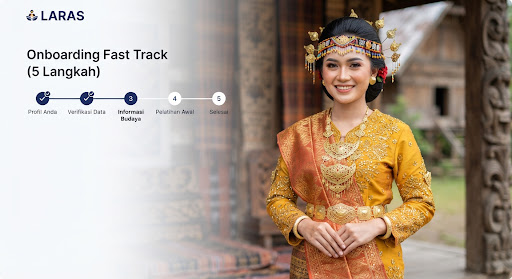 LARAS
Onboarding Fast Track
(5 Langkah)
3 4 5
Profil Anda Verifikasi Data Informasi Pelatihan Awal Selesai
Budaya